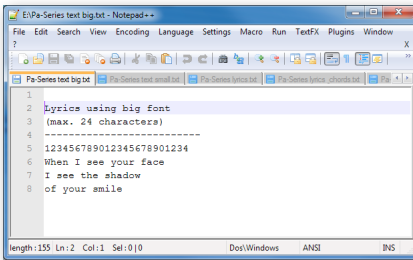 E:\Pa-Series text big.txt - Notepad++
File Edit Search View Encoding Language Settings Macro Run TextFX Plugins Window
? X
Pa-Series text big.txt Pa-Series text small.txt Pa-Series lyrics.txt Pa-Series lyrics_chords.txt Pa
1
2 Lyrics using big font
3 (max. 24 characters)
4 ------------------------
5 123456789012345678901234
6 When I see your face
7 I see the shadow
8 of your smile
length:155 Ln:2 Col:1 Sel:0|0 Dos\Windows ANSI INS